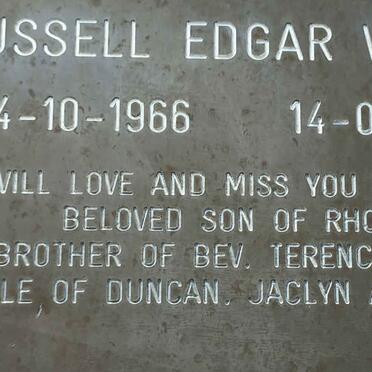 USSELL EDGAR W
4-10-1966 14-0
WILL LOVE AND MISS YOU
BELOVED SON OF RHO
BROTHER OF BEV. TERENC
LE, OF DUNCAN. JACLYN A